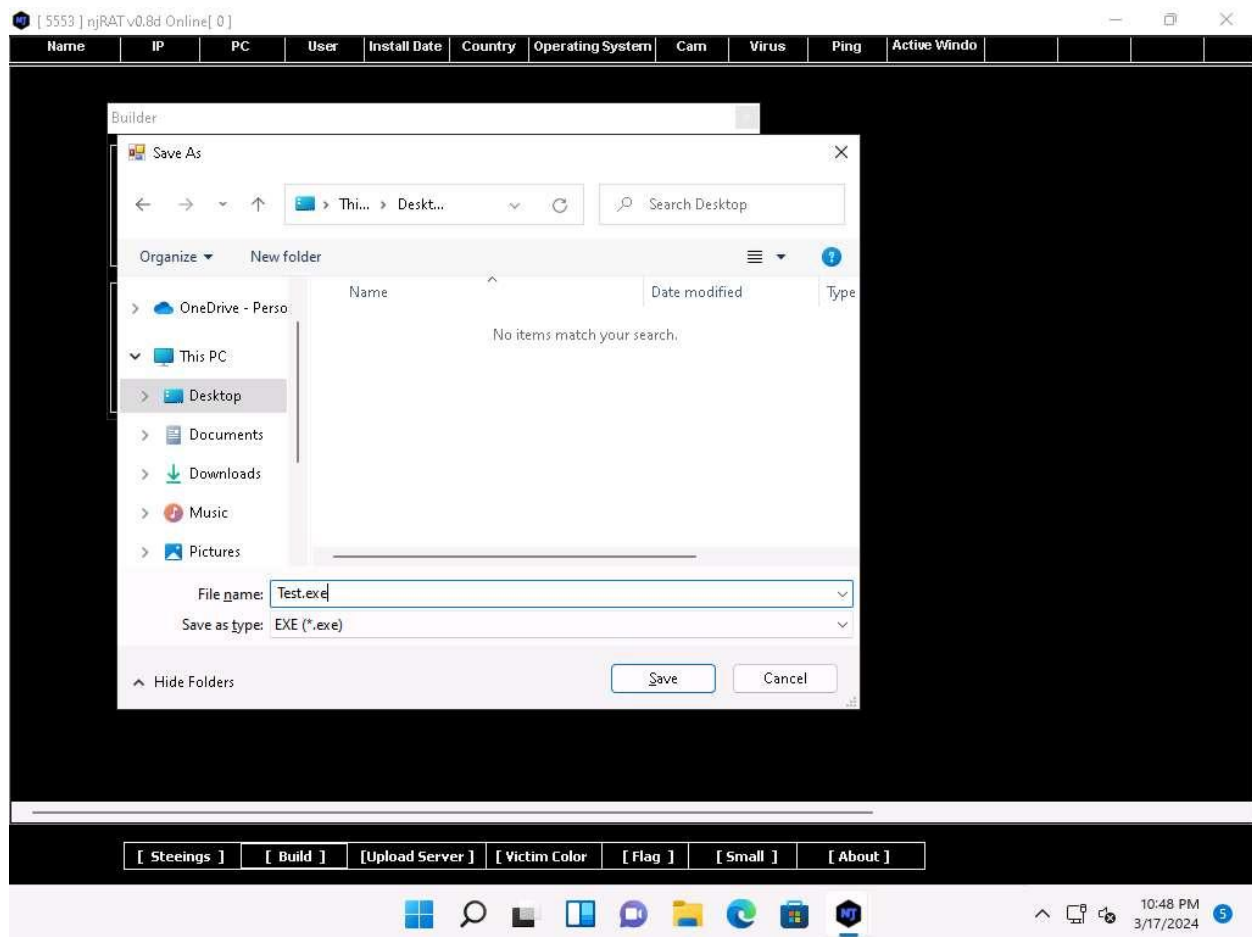 [ 5553 ] njRAT v0.8d Online[ 0 ]
Name IP PC User Install Date Country Operating System Cam Virus Ping Active Windo
Builder
Save As
Thi... > Deskt...
Search Desktop
Organize
New folder
Name Date modified Type
No items match your search.
OneDrive - Perso
This PC
Desktop
Documents
Downloads
Music
Pictures
File name: Test.exe
Save as type: EXE (*.exe)
Hide Folders
Save
Cancel
[ Steeings ] [ Build ] [Upload Server ] [ Victim Color [ Flag ] [ Small ] [ About ]
NJ
10:48 PM
3/17/2024
5